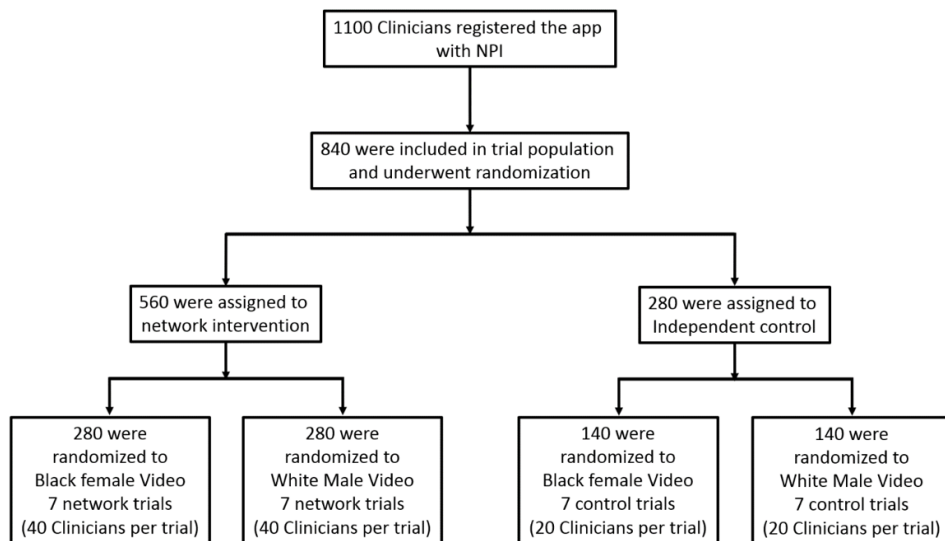 1100 Clinicians registered the app
with NPI
840 were included in trial population
and underwent randomization
560 were assigned to
network intervention
280 were assigned to
Independent control
280 were
randomized to
Black female Video
7 network trials
(40 Clinicians per trial)
280 were
randomized to
White Male Video
7 network trials
(40 Clinicians per trial)
140 were
randomized to
Black female Video
7 control trials
(20 Clinicians per trial)
140 were
randomized to
White Male Video
7 control trials
(20 Clinicians per trial)